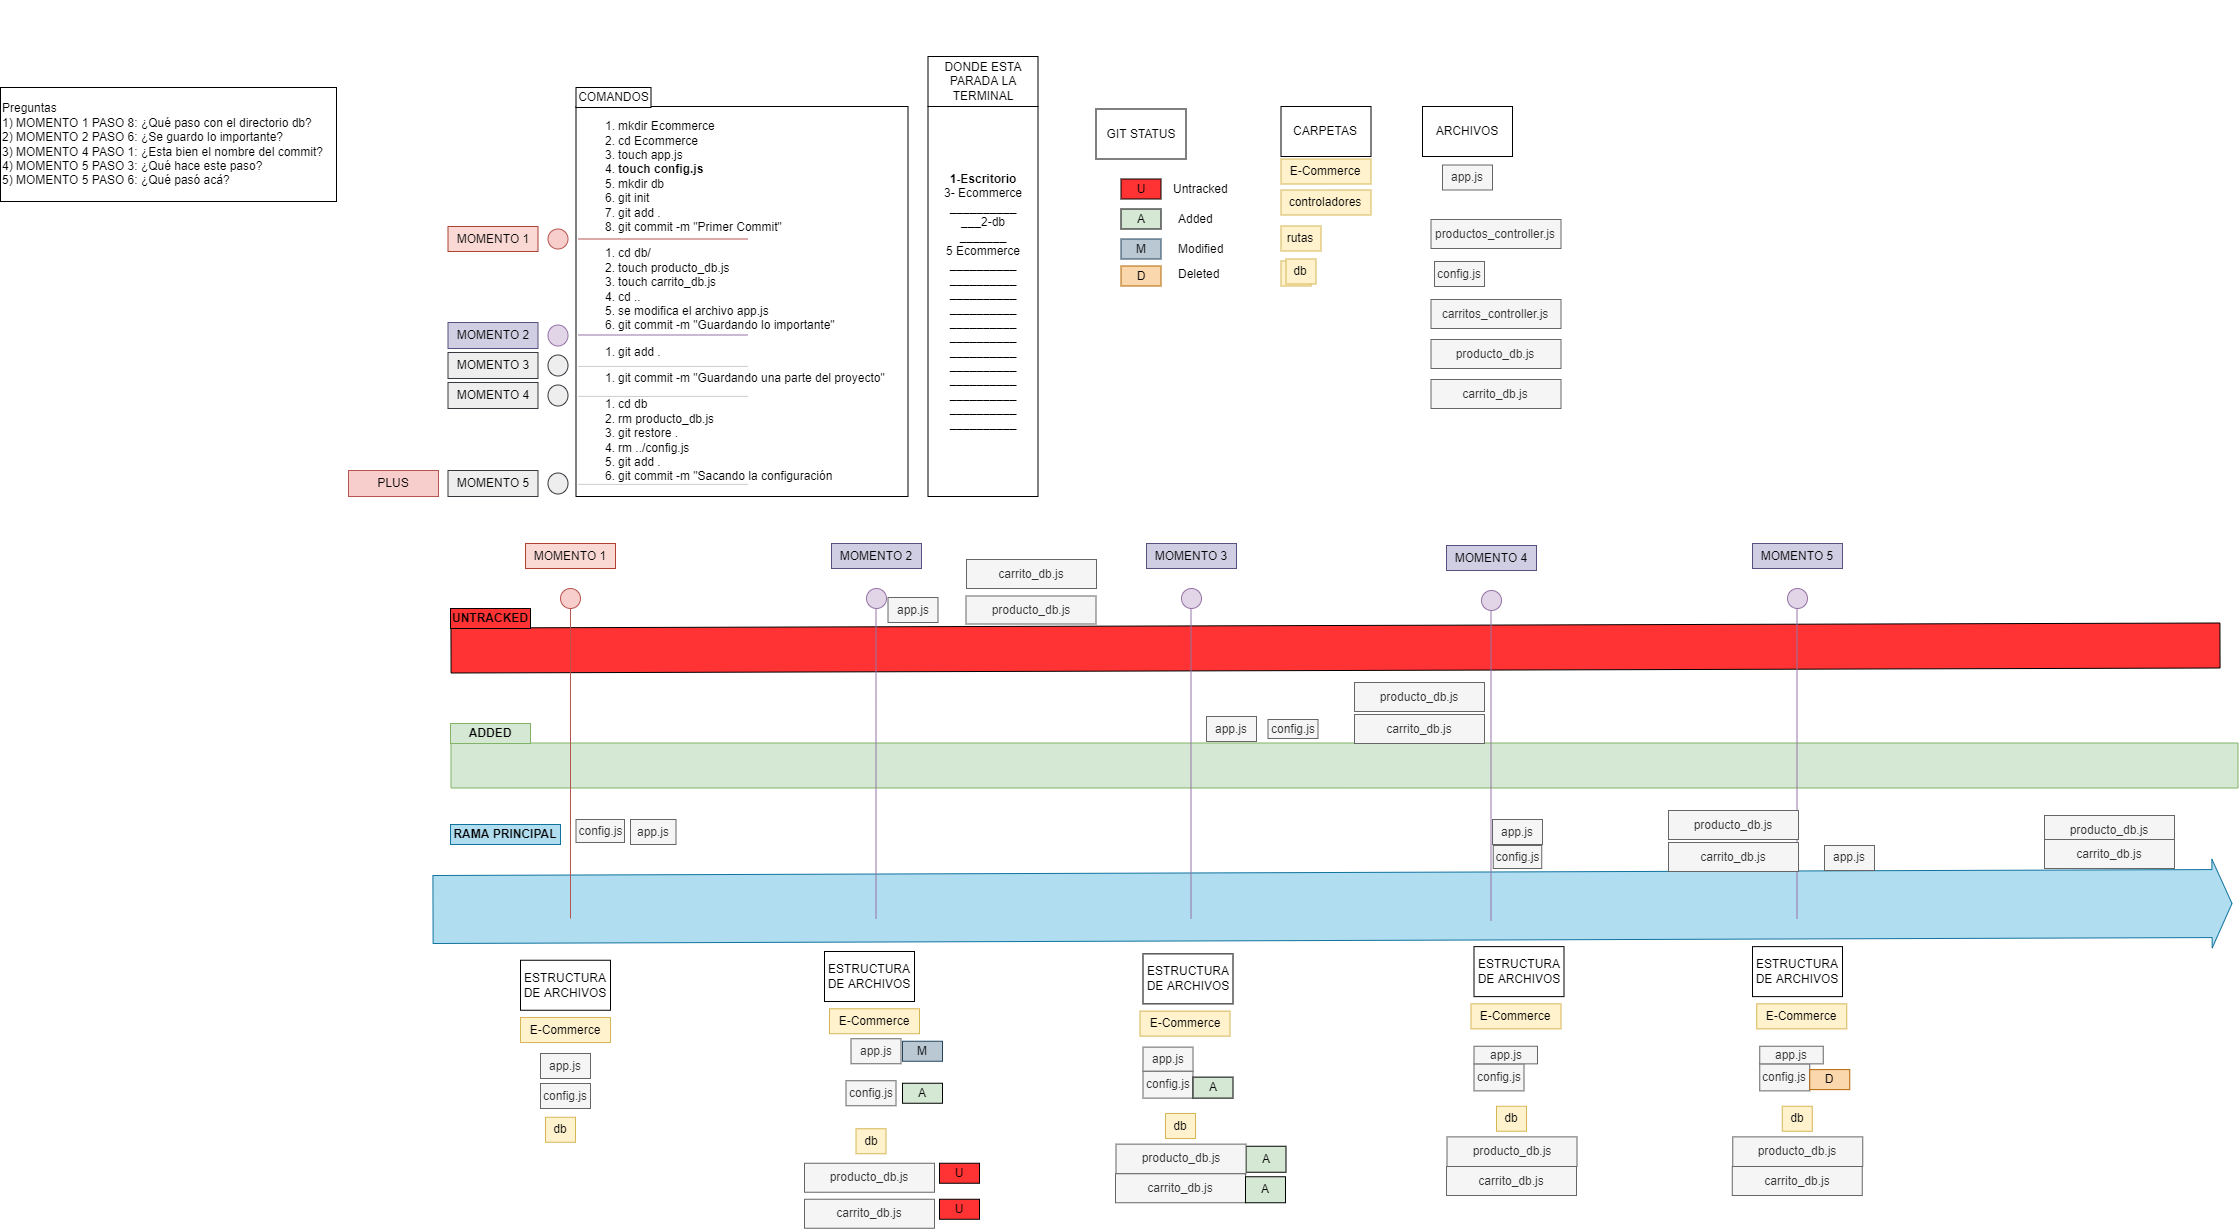 Preguntas
1) MOMENTO 1 PASO 8: ¿Qué paso con el directorio db?
2) MOMENTO 2 PASO 6: ¿Se guardo lo importante?
3) MOMENTO 4 PASO 1: ¿Esta bien el nombre del commit?
4) MOMENTO 5 PASO 3: ¿Qué hace este paso?
5) MOMENTO 5 PASO 6: ¿Qué pasó acá?
COMANDOS
1. mkdir Ecommerce
2. cd Ecommerce
3. touch app.js
4. touch config.js
5. mkdir db
6. git init
7. git add .
8. git commit -m "Primer Commit"
MOMENTO 1
1. cd db/
2. touch producto_db.js
3. touch carrito_db.js
4. cd ..
5. se modifica el archivo app.js
6. git commit -m "Guardando lo importante"
MOMENTO 2
1. git add .
MOMENTO 3
1. git commit -m "Guardando una parte del proyecto"
MOMENTO 4
1. cd db
2. rm producto_db.js
3. git restore .
4. rm ../config.js
5. git add .
6. git commit -m "Sacando la configuración
PLUS
MOMENTO 5
DONDE ESTA
PARADA LA
TERMINAL
1-Escritorio
3- Ecommerce
__________
___2-db
_______
5 Ecommerce
__________
__________
__________
__________
__________
__________
__________
__________
__________
__________
__________
__________
GIT STATUS
U Untracked
A Added
M Modified
D Deleted
CARPETAS
E-Commerce
controladores
rutas
db
ARCHIVOS
app.js
productos_controller.js
config.js
carritos_controller.js
producto_db.js
carrito_db.js
MOMENTO 1
MOMENTO 2
MOMENTO 3
MOMENTO 4
MOMENTO 5
carrito_db.js
app.js
producto_db.js
UNTRACKED
producto_db.js
app.js
config.js
carrito_db.js
ADDED
RAMA PRINCIPAL
config.js
app.js
app.js
config.js
producto_db.js
carrito_db.js
app.js
producto_db.js
carrito_db.js
ESTRUCTURA
DE ARCHIVOS
E-Commerce
app.js
config.js
db
ESTRUCTURA
DE ARCHIVOS
E-Commerce
app.js M
config.js A
db
producto_db.js U
carrito_db.js U
ESTRUCTURA
DE ARCHIVOS
E-Commerce
app.js
config.js A
db
producto_db.js A
carrito_db.js A
ESTRUCTURA
DE ARCHIVOS
E-Commerce
app.js
config.js
db
producto_db.js
carrito_db.js
ESTRUCTURA
DE ARCHIVOS
E-Commerce
app.js
config.js D
db
producto_db.js
carrito_db.js